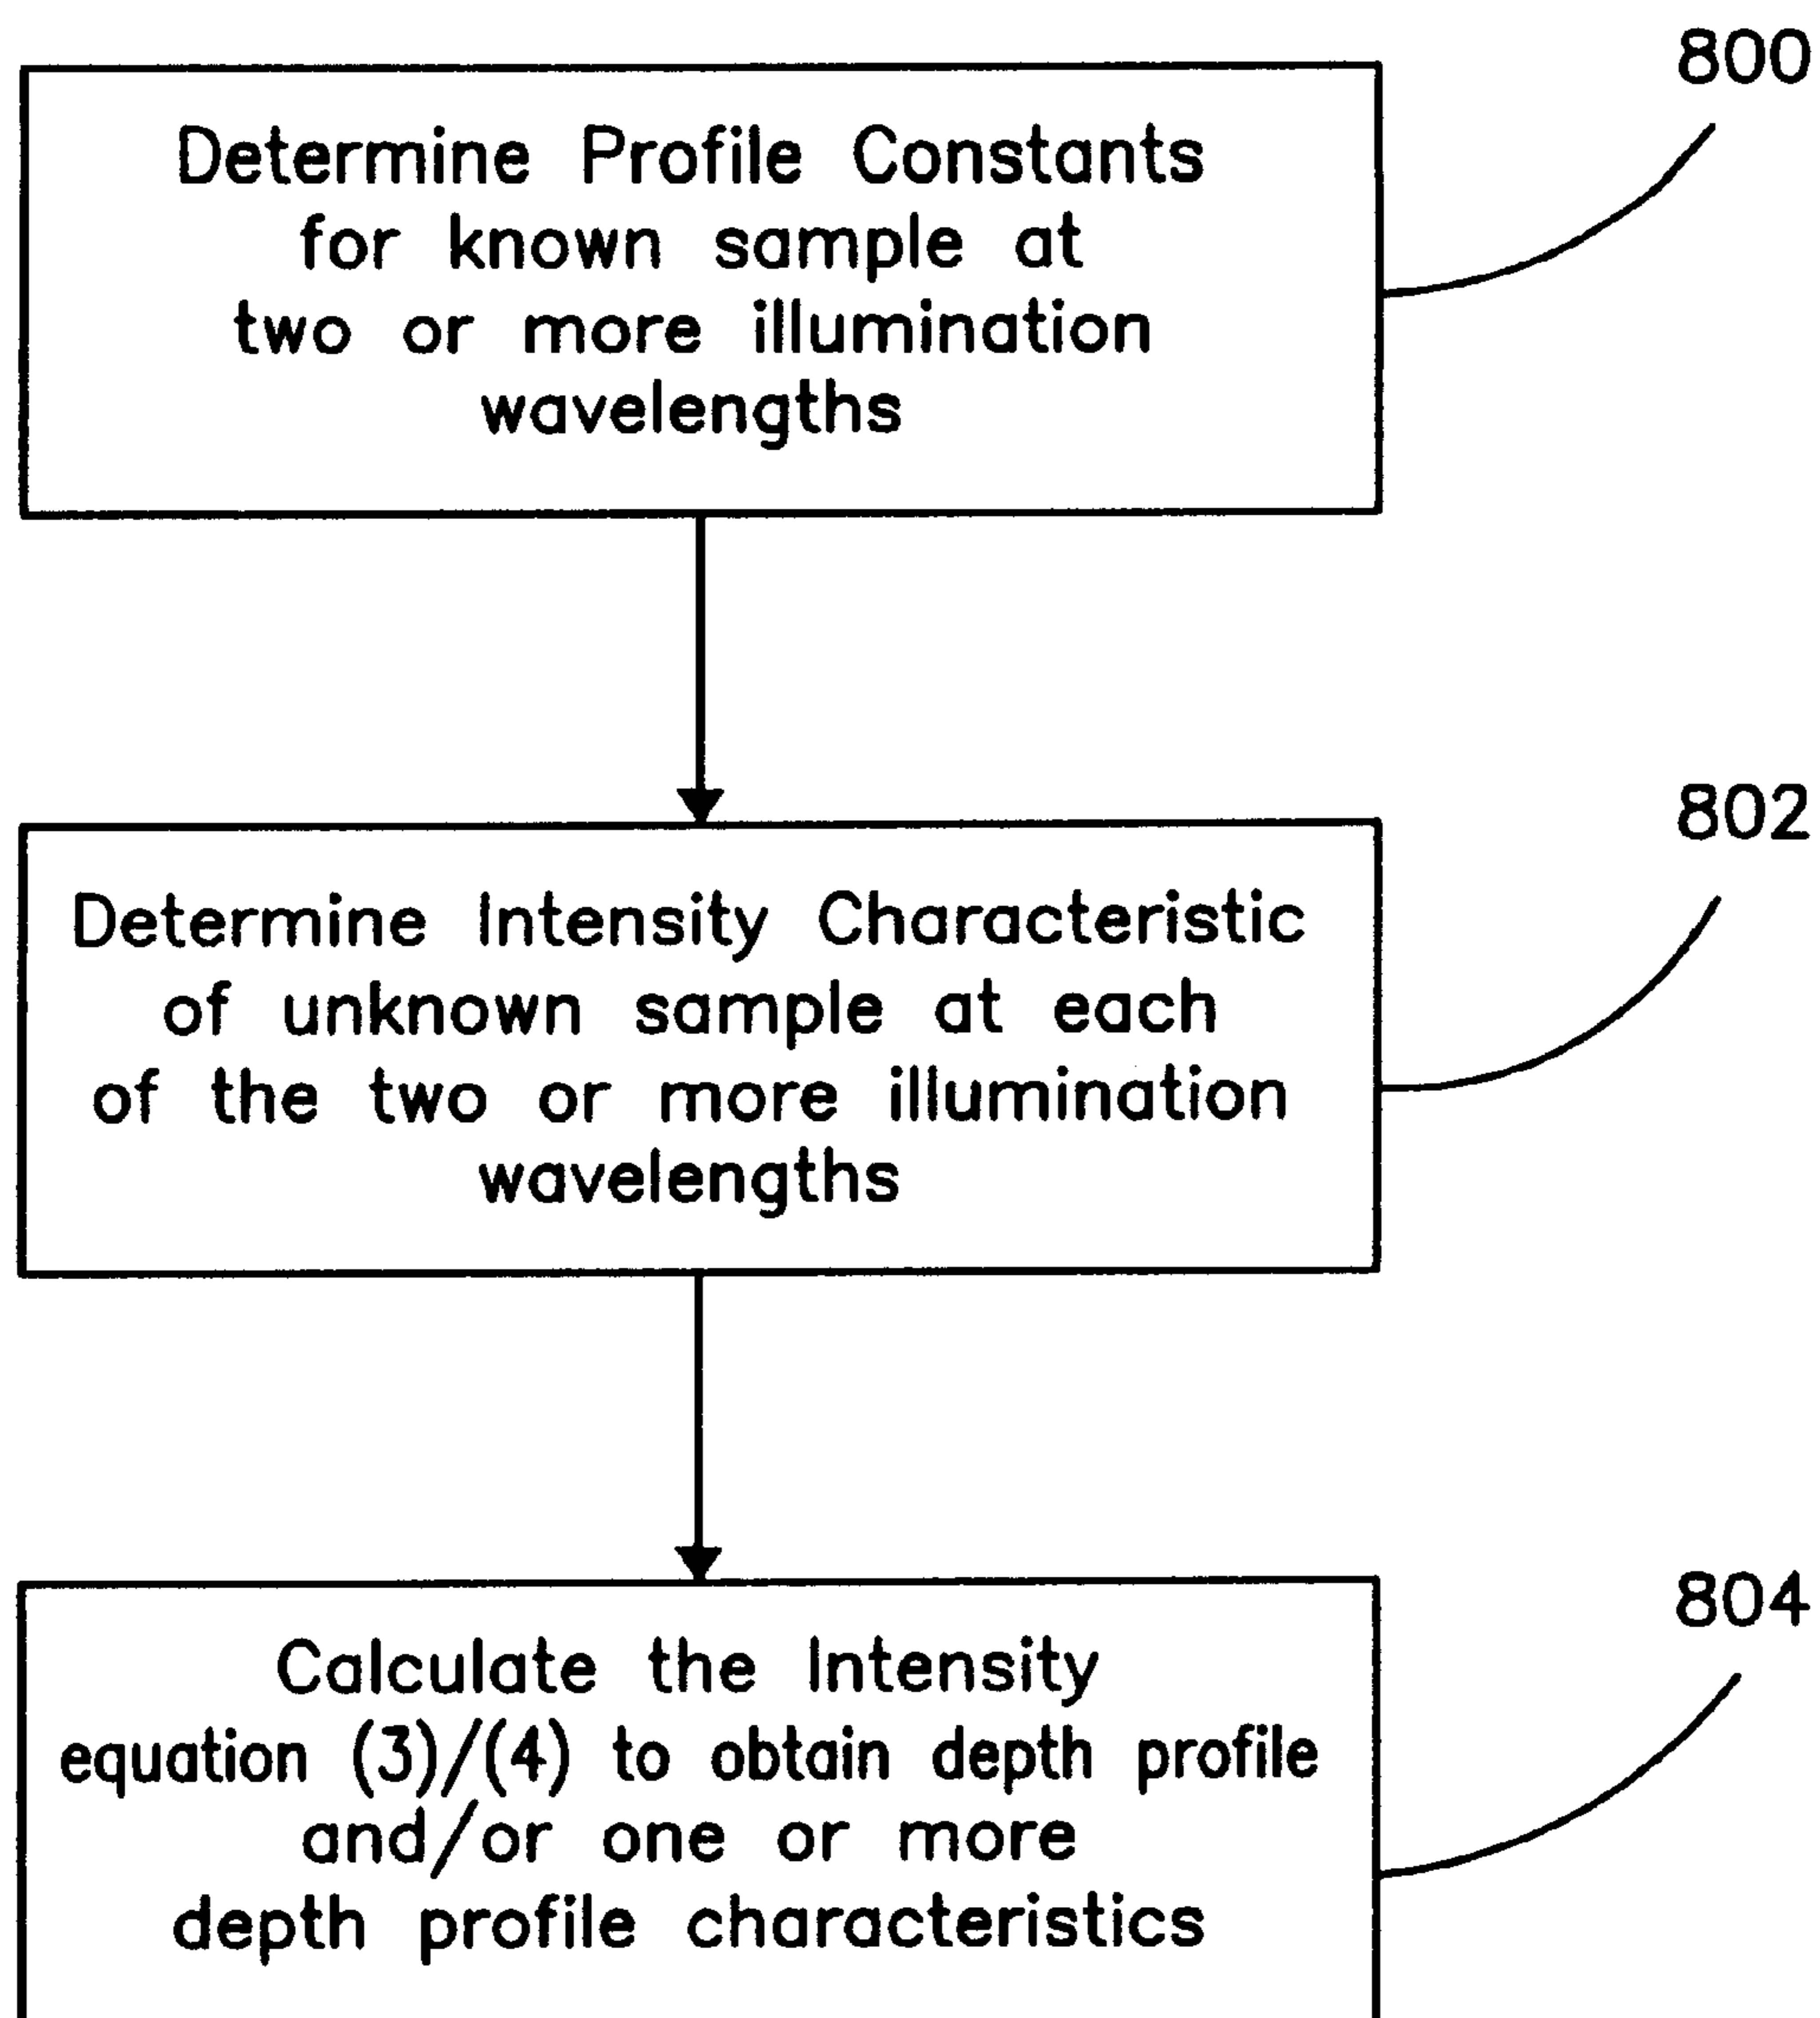 800
Determine Profile Constants
for known sample at
two or more illumination
wavelengths
802
Determine Intensity Characteristic
of unknown sample at each
of the two or more illumination
wavelengths
804
Calculate the Intensity
equation (3)/(4) to obtain depth profile
and/or one or more
depth profile characteristics